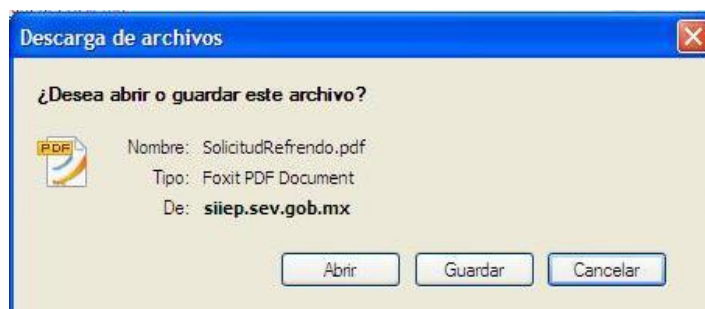 Descarga de archivos
¿Desea abrir o guardar este archivo?
PDF
Nombre: SolicitudRefrendo.pdf
Tipo: Foxit PDF Document
De: siiep.sev.gob.mx
Abrir Guardar Cancelar